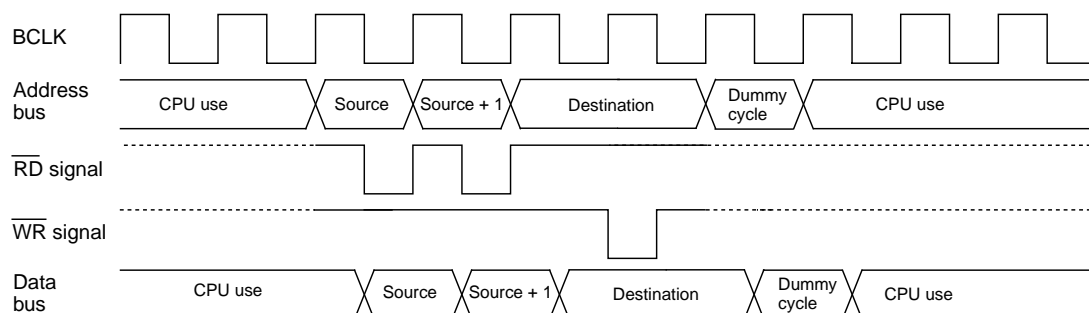 BCLK
Address
bus
CPU use
Source
Source + 1
Destination
Dummy
cycle
CPU use
RD signal
WR signal
Data
bus
CPU use
Source
Source + 1
Destination
Dummy
cycle
CPU use